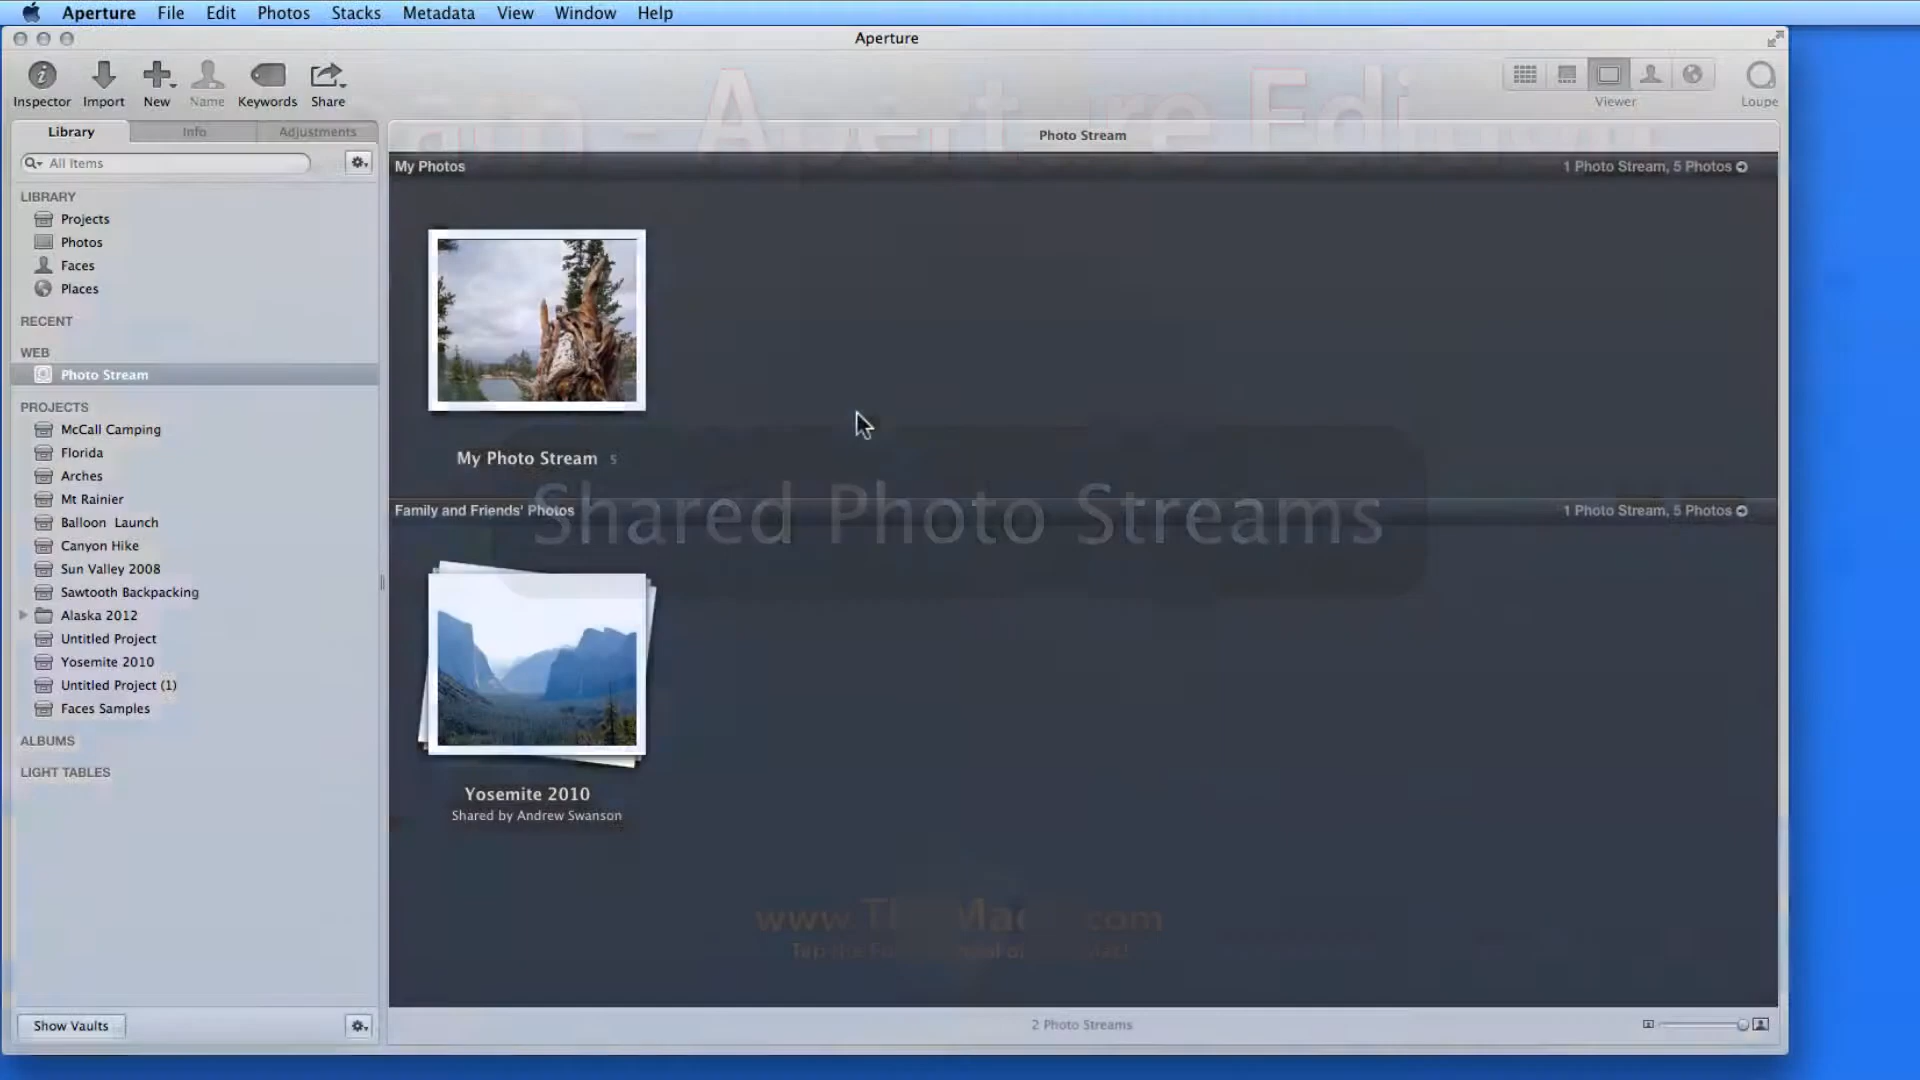 Aperture File Edit Photos Stacks Metadata View Window Help
Aperture
Inspector Import New Name Keywords Share
Viewer Loupe
Library Info Adjustments
All Items
LIBRARY
Projects
Photos
Faces
Places
RECENT
WEB
Photo Stream
PROJECTS
McCall Camping
Florida
Arches
Mt Rainier
Balloon Launch
Canyon Hike
Sun Valley 2008
Sawtooth Backpacking
Alaska 2012
Untitled Project
Yosemite 2010
Untitled Project (1)
Faces Samples
ALBUMS
LIGHT TABLES
Show Vaults
Photo Stream
My Photos 1 Photo Stream, 5 Photos
My Photo Stream 5
Shared Photo Streams
Family and Friends' Photos 1 Photo Stream, 5 Photos
Yosemite 2010
Shared by Andrew Swanson
2 Photo Streams